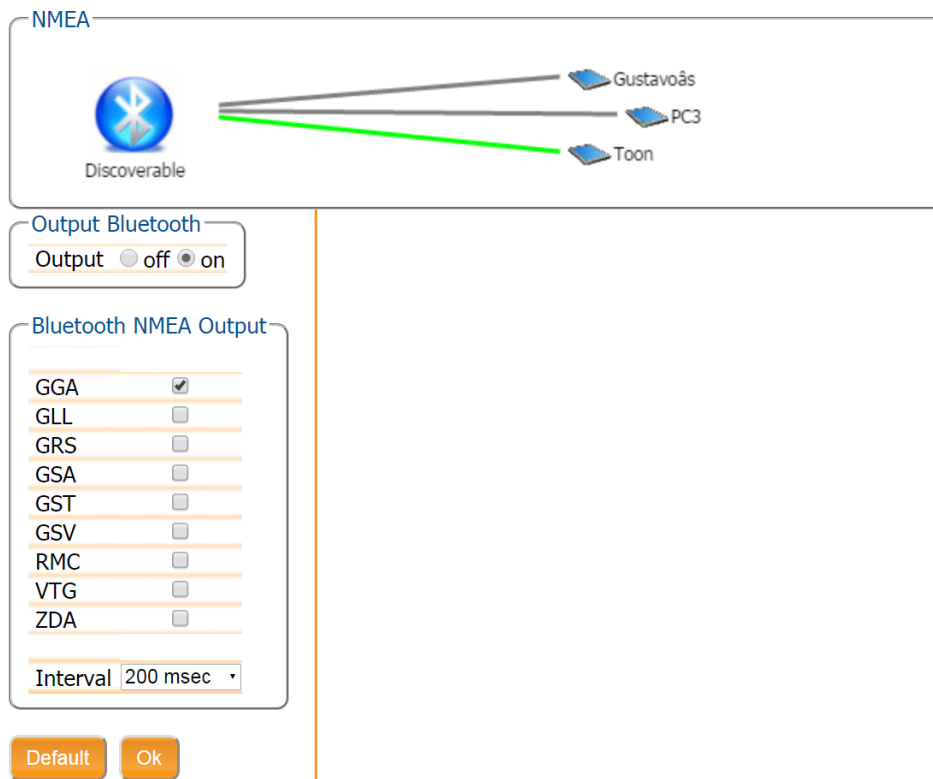 NMEA
Gustavoâs
PC3
Toon
Discoverable
Output Bluetooth
Output off on
Bluetooth NMEA Output
GGA
GLL
GRS
GSA
GST
GSV
RMC
VTG
ZDA
Interval 200 msec
Default Ok